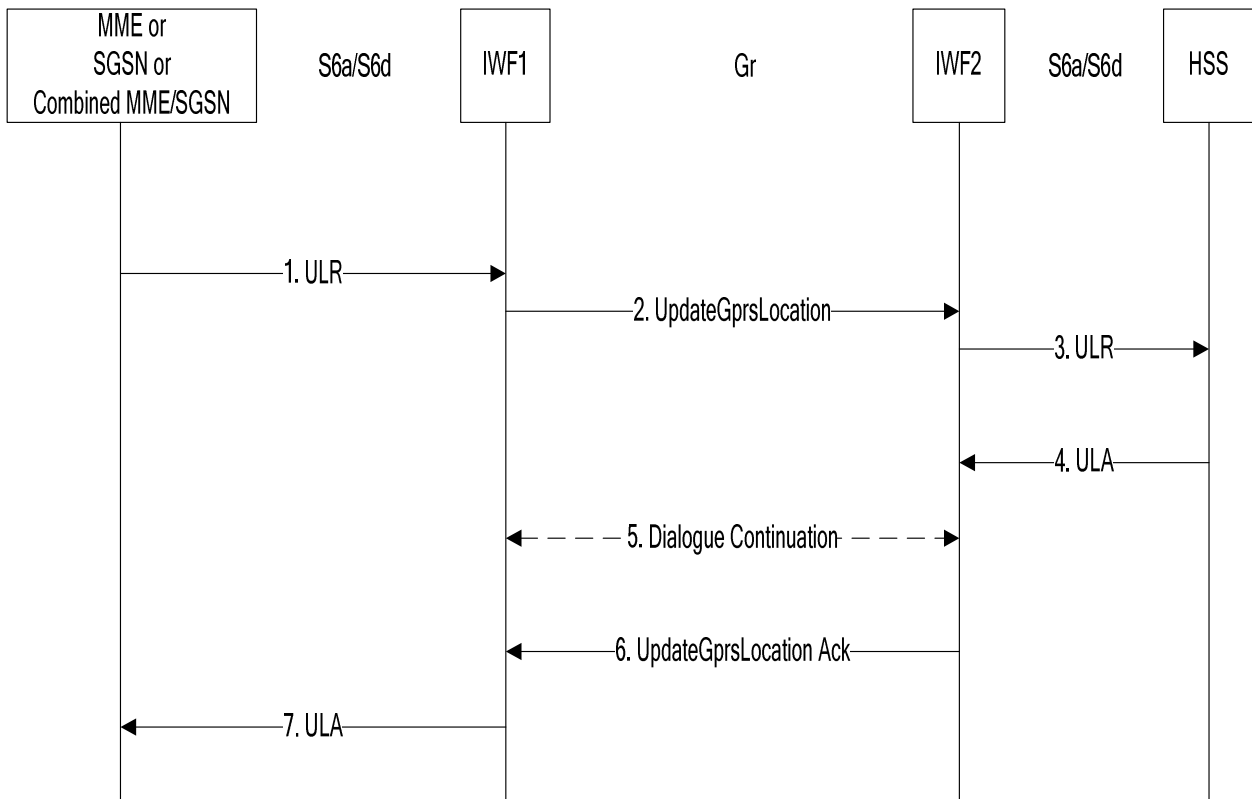 MME or
SGSN or
Combined MME/SGSN
S6a/S6d
IWF1
Gr
IWF2
S6a/S6d
HSS
1. ULR
2. UpdateGprsLocation
3. ULR
4. ULA
5. Dialogue Continuation
6. UpdateGprsLocation Ack
7. ULA